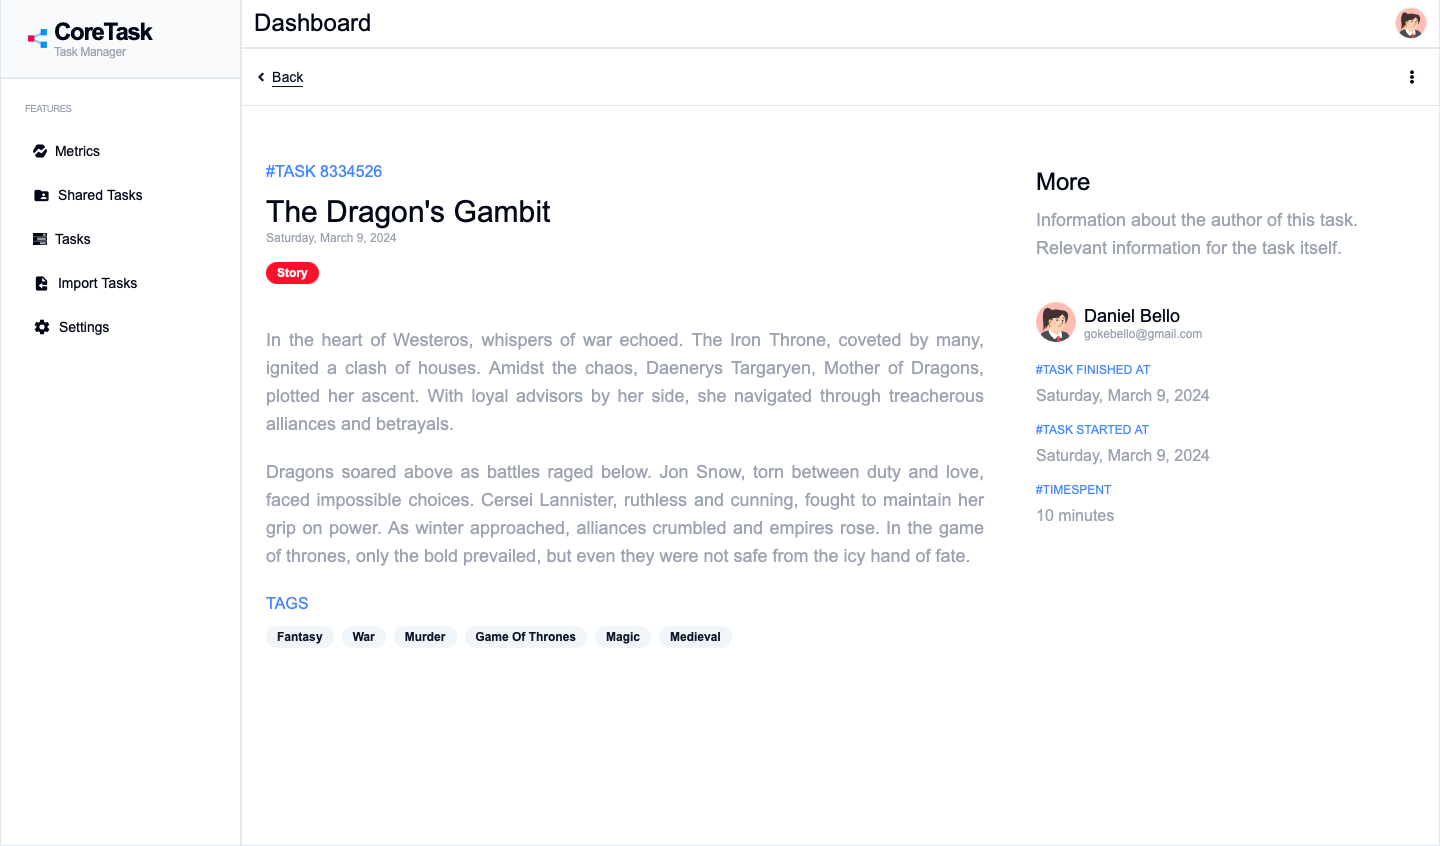 CoreTask
Task Manager
FEATURES
Metrics
Shared Tasks
Tasks
Import Tasks
Settings
Dashboard
Back
#TASK 8334526
The Dragon's Gambit
Saturday, March 9, 2024
Story
In the heart of Westeros, whispers of war echoed. The Iron Throne, coveted by many,
ignited a clash of houses. Amidst the chaos, Daenerys Targaryen, Mother of Dragons,
plotted her ascent. With loyal advisors by her side, she navigated through treacherous
alliances and betrayals.
Dragons soared above as battles raged below. Jon Snow, torn between duty and love,
faced impossible choices. Cersei Lannister, ruthless and cunning, fought to maintain her
grip on power. As winter approached, alliances crumbled and empires rose. In the game
of thrones, only the bold prevailed, but even they were not safe from the icy hand of fate.
TAGS
Fantasy War Murder Game Of Thrones Magic Medieval
More
Information about the author of this task.
Relevant information for the task itself.
Daniel Bello
gokebello@gmail.com
#TASK FINISHED AT
Saturday, March 9, 2024
#TASK STARTED AT
Saturday, March 9, 2024
#TIMESPENT
10 minutes